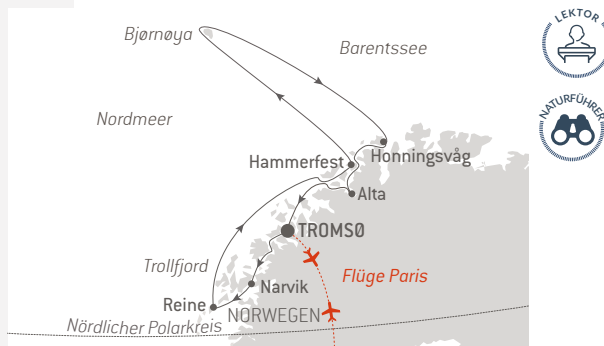 Bjørnøya
LEKTOR
Barentssee
Nordmeer
NATURFÜHRER
Hammerfest
Honningsvåg
Alta
TROMSØ
Trollfjord
Flüge Paris
Narvik
Reine
NORWEGEN
Nördlicher Polarkreis